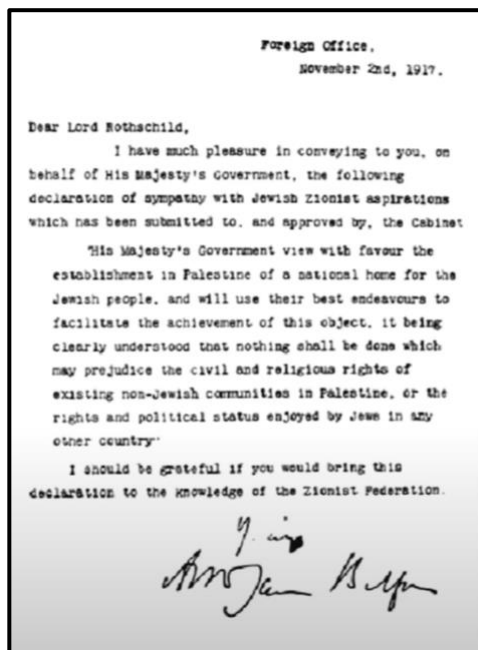 Foreign Office,
November 2nd, 1917.
Dear Lord Rothschild,
I have much pleasure in conveying to you, on
behalf of His Majesty's Government, the following
declaration of sympathy with Jewish Zionist aspirations
which has been submitted to, and approved by, the Cabinet
"His Majesty's Government view with favour the
establishment in Palestine of a national home for the
Jewish people, and will use their best endeavours to
facilitate the achievement of this object, it being
clearly understood that nothing shall be done which
may prejudice the civil and religious rights of
existing non-Jewish communities in Palestine, or the
rights and political status enjoyed by Jews in any
other country"
I should be grateful if you would bring this
declaration to the knowledge of the Zionist Federation.